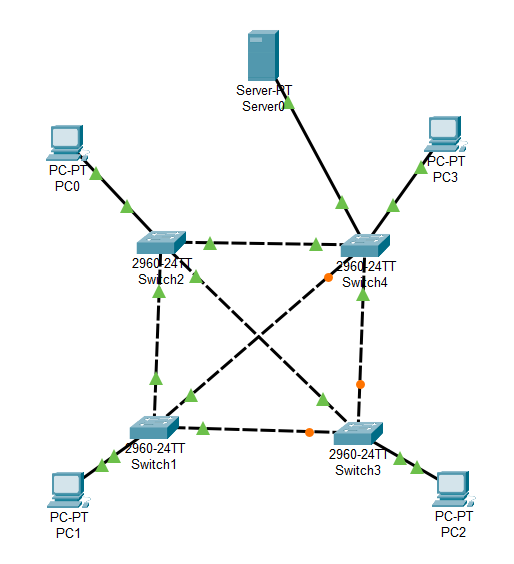 Server-PT
Server0
PC-PT
PC0
PC-PT
PC3
2960-24TT
Switch2
2960-24TT
Switch4
2960-24TT
Switch1
2960-24TT
Switch3
PC-PT
PC1
PC-PT
PC2